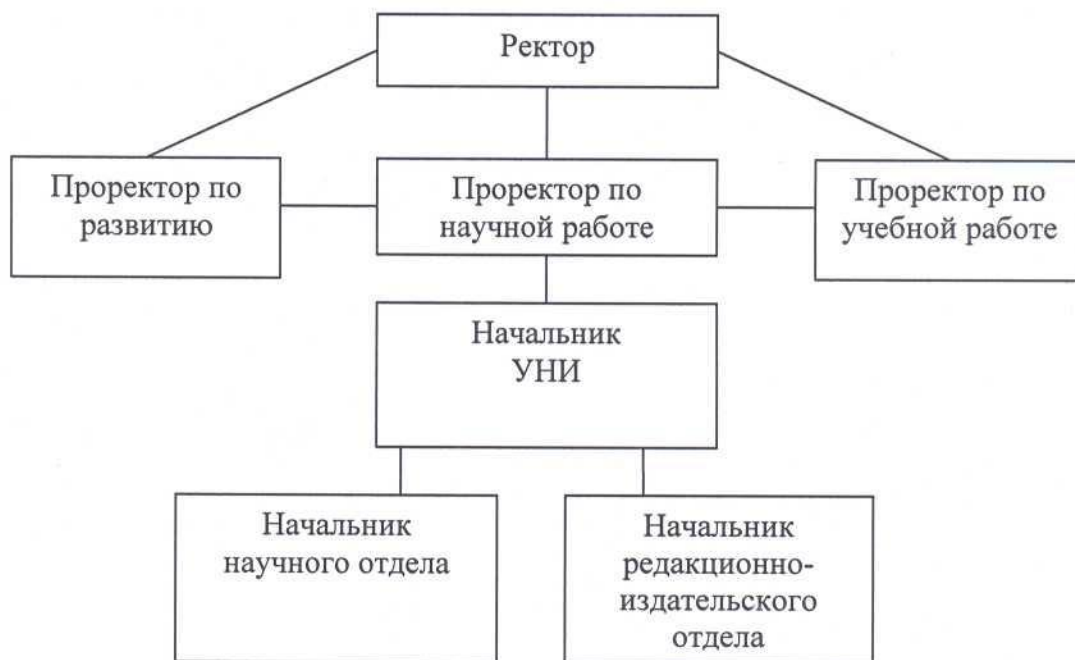 Ректор
Проректор по
развитию
Проректор по
научной работе
Проректор по
учебной работе
Начальник
УНИ
Начальник
научного отдела
Начальник
редакционно-
издательского
отдела